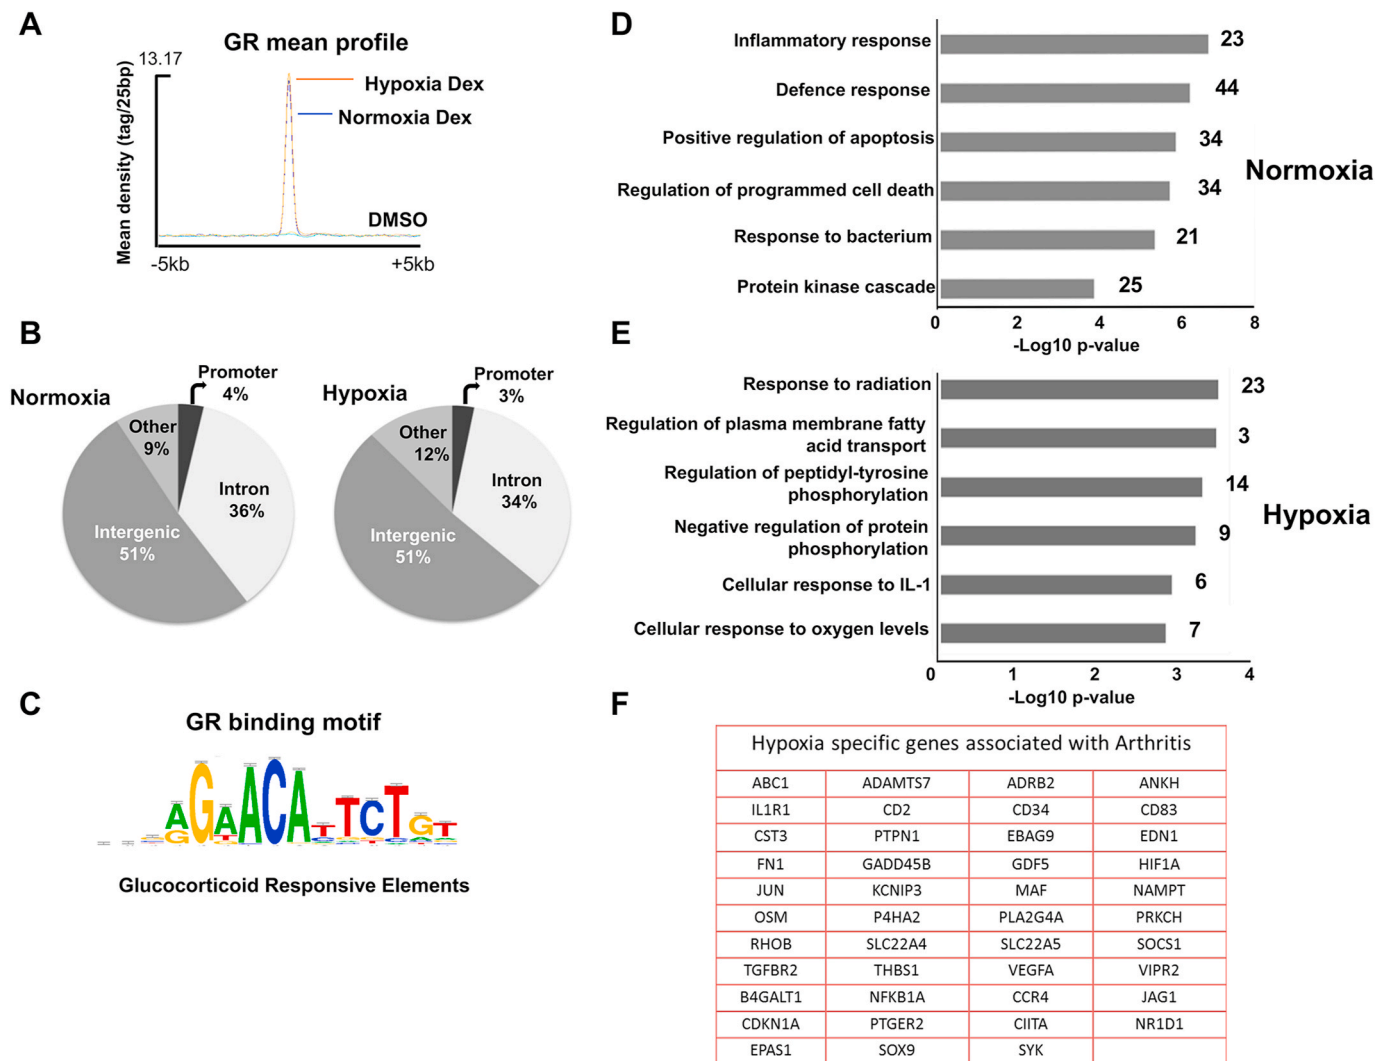 A
GR mean profile
13.17
Hypoxia Dex
Normoxia Dex
DMSO
Mean density (tag/25bp)
-5kb
+5kb
B
Normoxia
Promoter
4%
Other
9%
Intron
36%
Intergenic
51%
Hypoxia
Promoter
3%
Other
12%
Intron
34%
Intergenic
51%
C
GR binding motif
AGAACATTCTGT
G T
Glucocorticoid Responsive Elements
D
Inflammatory response 23
Defence response 44
Positive regulation of apoptosis 34
Regulation of programmed cell death 34
Response to bacterium 21
Protein kinase cascade 25
Normoxia
0 2 4 6 8
-Log10 p-value
E
Response to radiation 23
Regulation of plasma membrane fatty
acid transport 3
Regulation of peptidyl-tyrosine
phosphorylation 14
Negative regulation of protein
phosphorylation 9
Cellular response to IL-1 6
Cellular response to oxygen levels 7
Hypoxia
0 1 2 3 4
-Log10 p-value
F
Hypoxia specific genes associated with Arthritis
ABC1 ADAMTS7 ADRB2 ANKH
IL1R1 CD2 CD34 CD83
CST3 PTPN1 EBAG9 EDN1
FN1 GADD45B GDF5 HIF1A
JUN KCNIP3 MAF NAMPT
OSM P4HA2 PLA2G4A PRKCH
RHOB SLC22A4 SLC22A5 SOCS1
TGFBR2 THBS1 VEGFA VIPR2
B4GALT1 NFKB1A CCR4 JAG1
CDKN1A PTGER2 CIITA NR1D1
EPAS1 SOX9 SYK